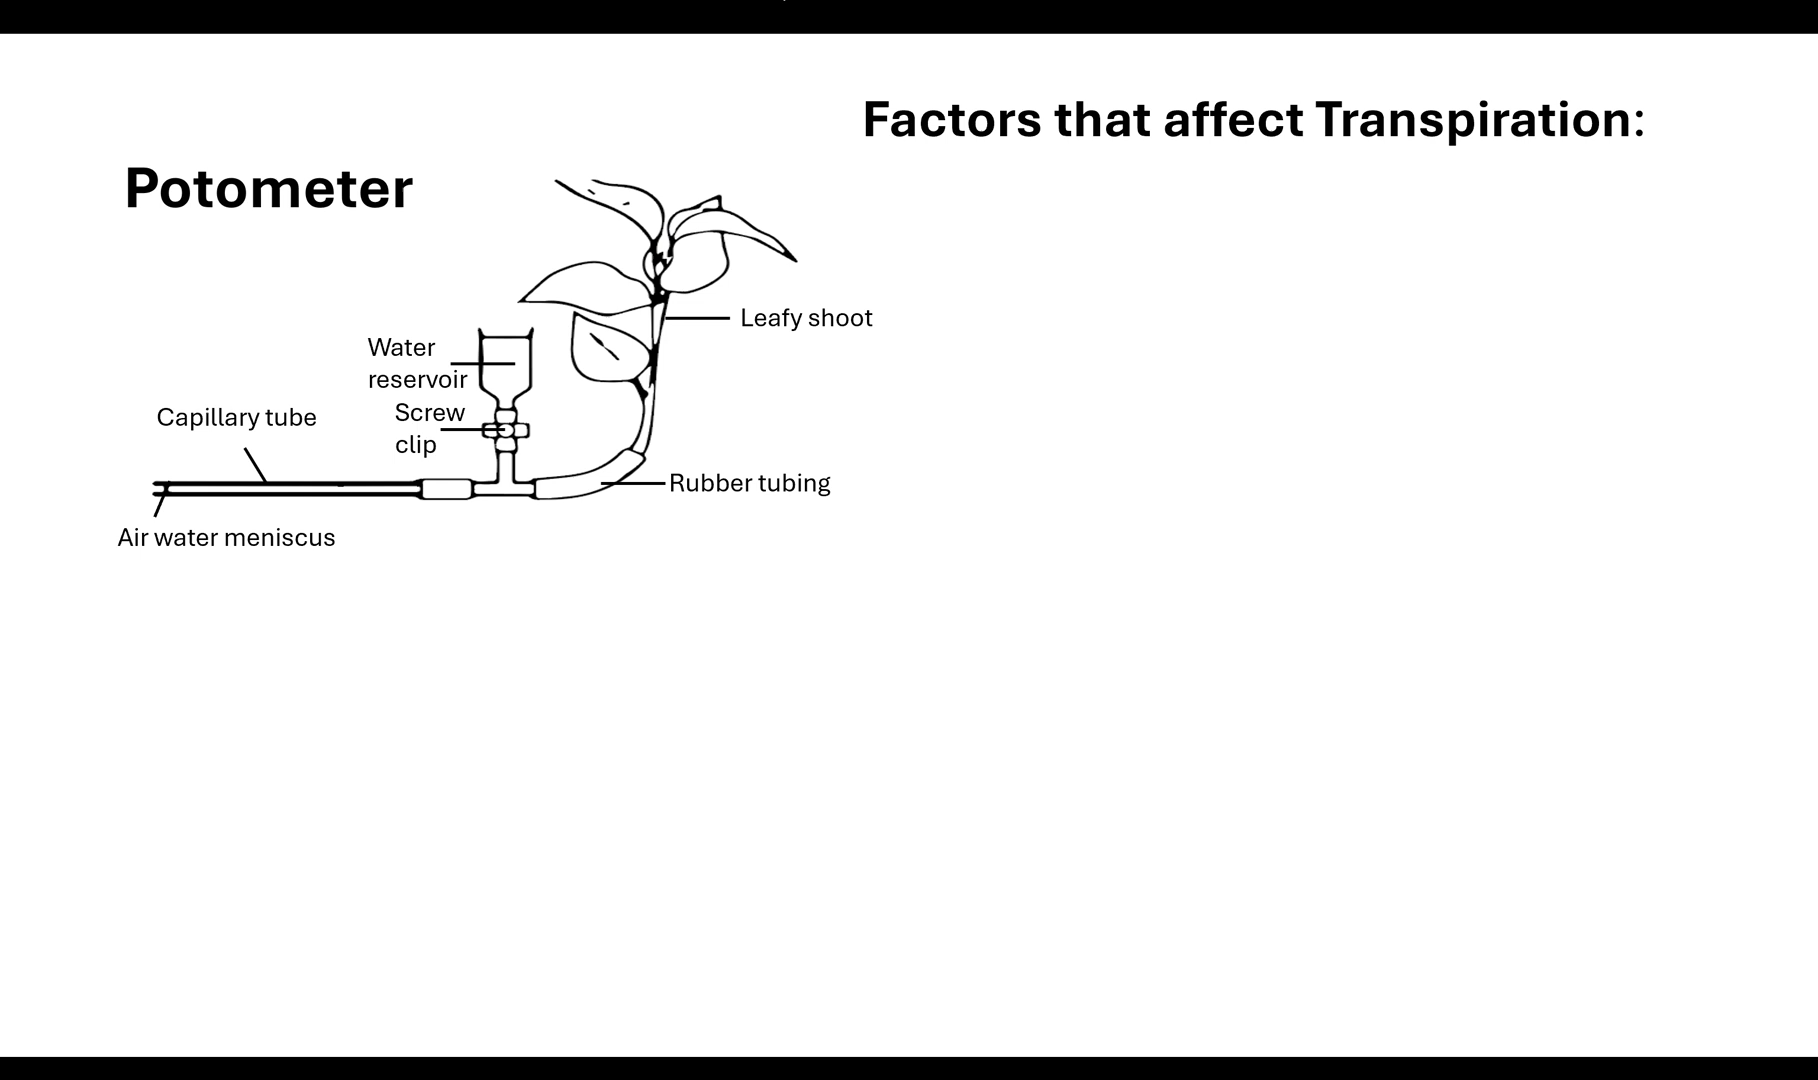 Factors that affect Transpiration:
Potometer
Leafy shoot
Water
reservoir
Screw
clip
Capillary tube
Rubber tubing
Air water meniscus